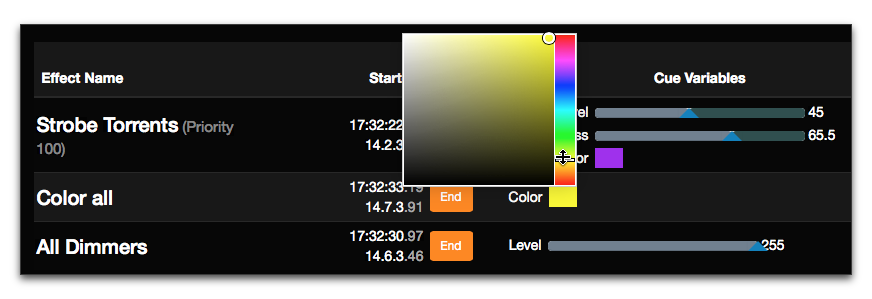 Effect Name Start Cue Variables
Strobe Torrents (Priority 100)
17:32:22
14.2.3
vel 45
ss 65.5
or
Color all
17:32:33.19
14.7.3.91
End
Color
All Dimmers
17:32:30.97
14.6.3.46
End
Level 255